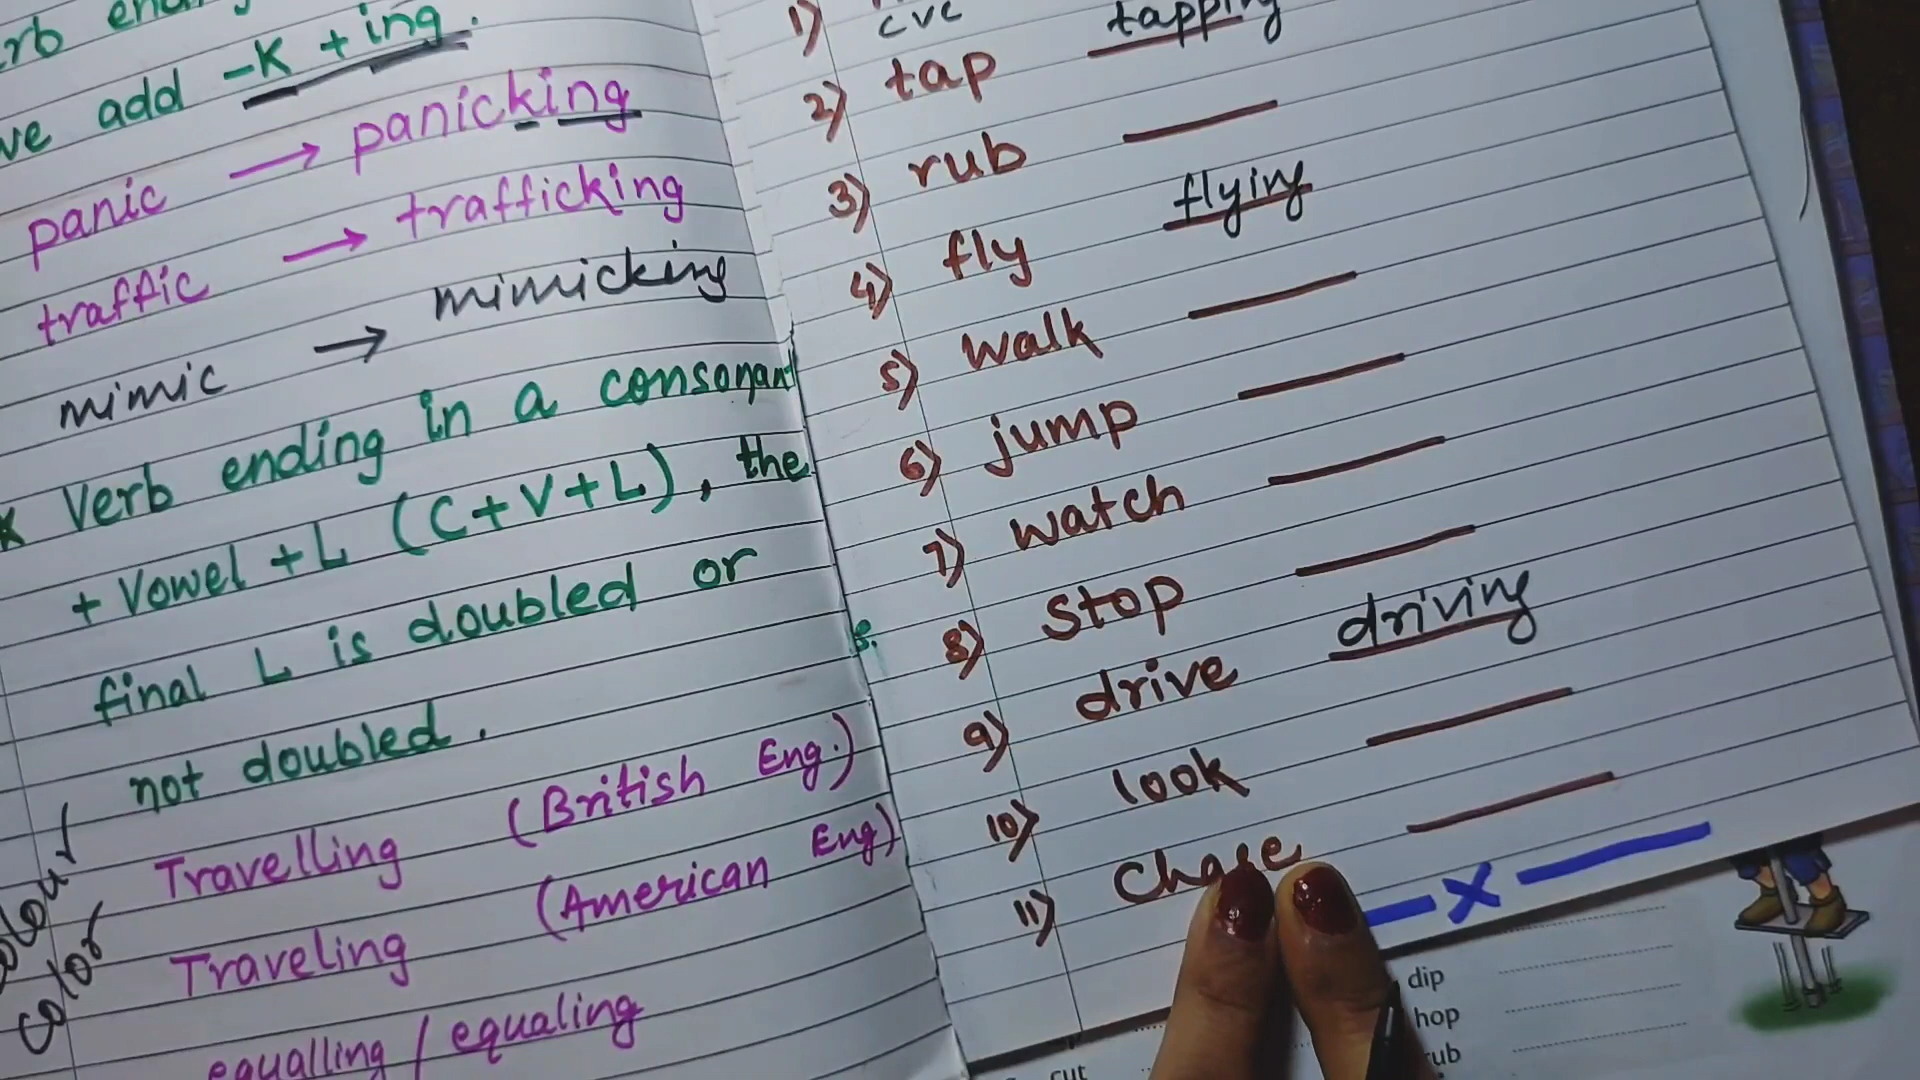 ve add -K + ing.
panic → panicking
traffic → trafficking
mimic → mimicking
Verb ending in a consonant
+ Vowel + L (C+V+L), the
final L is doubled or
not doubled.
Travelling (British Eng.)
Traveling (American Eng)
color
equalling / equaling
1)
cvc
2) tap tapping
3) rub
4) fly flying
5) walk
6) jump
7) watch
8) stop
9) drive driving
10) look
11) chase
— X —
dip
hop
rub
cut